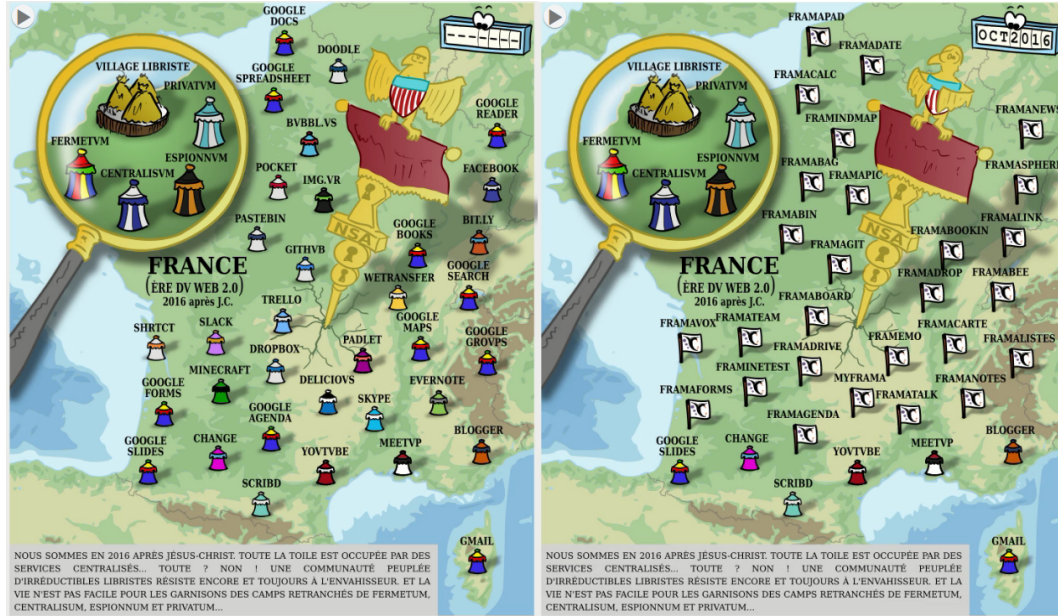 GOOGLE
DOCS
DOODLE
GOOGLE
SPREADSHEET
VILLAGE LIBRISTE
PRIVATVM
GOOGLE
READER
BVBBL.VS
FERMETVM
ESPIONNVM
CENTRALISVM
POCKET
IMG.VR
FACEBOOK
PASTEBIN
NSA
GOOGLE
BOOKS
BIT.LY
GITHVB
FRANCE
(ÈRE DV WEB 2.0)
2016 après J.C.
WETRANSFER
GOOGLE
SEARCH
TRELLO
SHRTCT
SLACK
GOOGLE
MAPS
GOOGLE
GROVPS
DROPBOX
PADLET
MINECRAFT
GOOGLE
FORMS
DELICIOVS
EVERNOTE
SKYPE
GOOGLE
AGENDA
GOOGLE
SLIDES
CHANGE
YOVTVBE
MEETVP
BLOGGER
SCRIBD
GMAIL
NOUS SOMMES EN 2016 APRÈS JÉSUS-CHRIST. TOUTE LA TOILE EST OCCUPÉE PAR DES
SERVICES CENTRALISÉS... TOUTE ? NON ! UNE COMMUNAUTÉ PEUPLÉE
D'IRRÉDUCTIBLES LIBRISTES RÉSISTE ENCORE ET TOUJOURS À L'ENVAHISSEUR. ET LA
VIE N'EST PAS FACILE POUR LES GARNISONS DES CAMPS RETRANCHÉS DE FERMETUM,
CENTRALISUM, ESPIONNUM ET PRIVATUM...
FRAMAPAD
OCT2016
FRAMADATE
FRAMACALC
VILLAGE LIBRISTE
PRIVATVM
FRAMANEWS
FRAMINDMAP
FERMETVM
ESPIONNVM
CENTRALISVM
FRAMABAG
FRAMAPIC
FRAMASPHERE
FRAMABIN
NSA
FRAMALINK
FRAMABOOKIN
FRAMAGIT
FRANCE
(ÈRE DV WEB 2.0)
2016 après J.C.
FRAMADROP
FRAMABEE
FRAMABOARD
FRAMAVOX
FRAMATEAM
FRAMACARTE
FRAMADRIVE
FRAMEMO
FRAMALISTES
FRAMINETEST
FRAMAFORMS
MYFRAMA
FRAMANOTES
FRAMATALK
FRAMAGENDA
GOOGLE
SLIDES
CHANGE
YOVTVBE
MEETVP
BLOGGER
SCRIBD
GMAIL
NOUS SOMMES EN 2016 APRÈS JÉSUS-CHRIST. TOUTE LA TOILE EST OCCUPÉE PAR DES
SERVICES CENTRALISÉS... TOUTE ? NON ! UNE COMMUNAUTÉ PEUPLÉE
D'IRRÉDUCTIBLES LIBRISTES RÉSISTE ENCORE ET TOUJOURS À L'ENVAHISSEUR. ET LA
VIE N'EST PAS FACILE POUR LES GARNISONS DES CAMPS RETRANCHÉS DE FERMETUM,
CENTRALISUM, ESPIONNUM ET PRIVATUM...